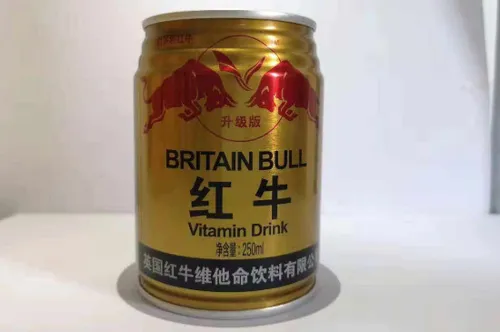 升级版
BRITAIN BULL
红牛
Vitamin Drink
净含量:250ml
英国红牛维他命饮料有限公